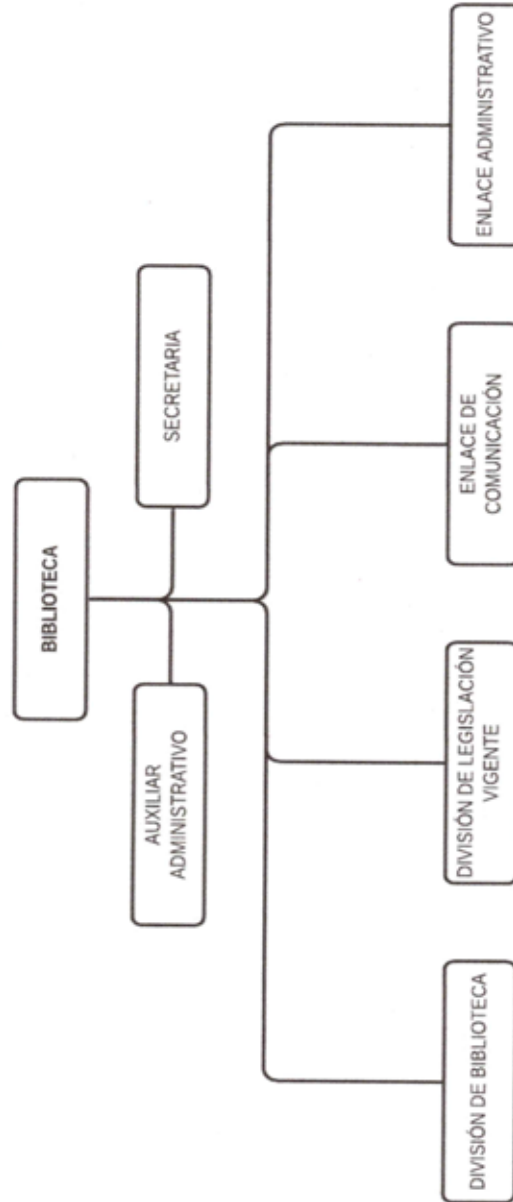 BIBLIOTECA
AUXILIAR
ADMINISTRATIVO
SECRETARIA
DIVISIÓN DE BIBLIOTECA
DIVISIÓN DE LEGISLACIÓN
VIGENTE
ENLACE DE
COMUNICACIÓN
ENLACE ADMINISTRATIVO